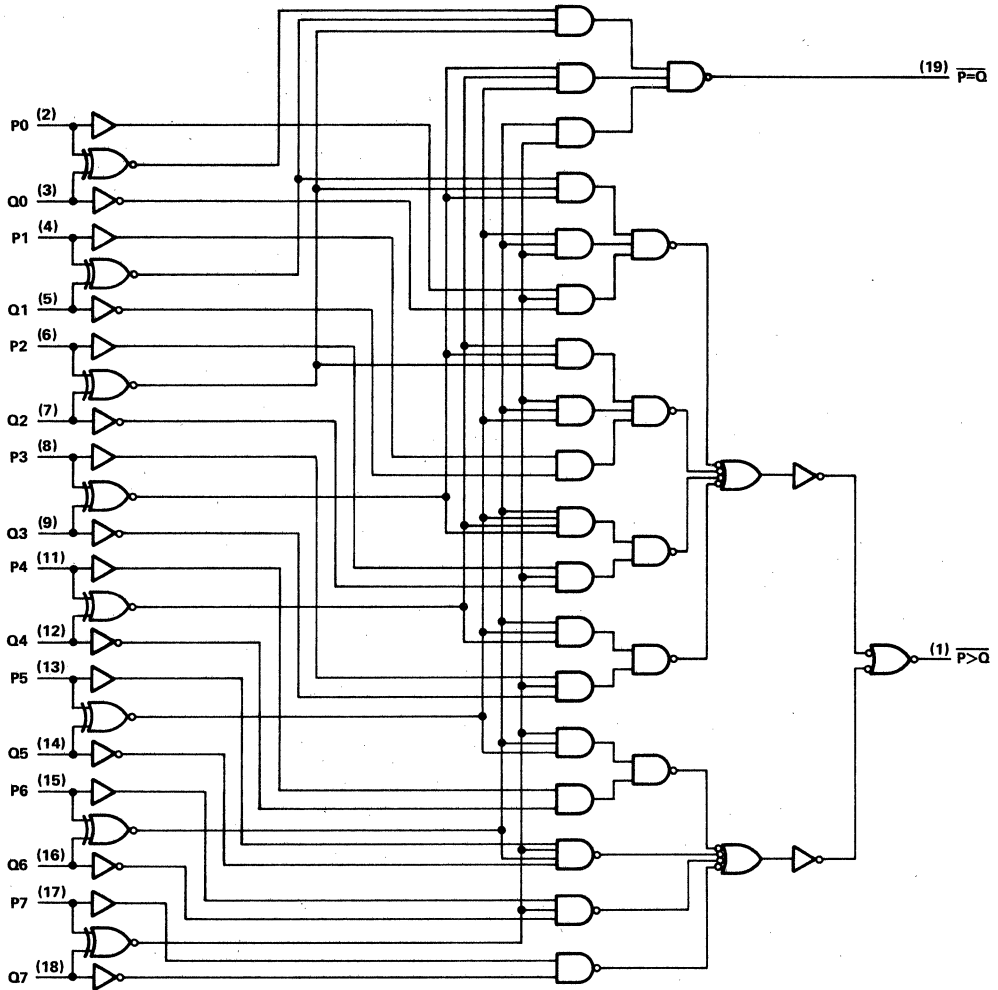 (19) P=Q
(2)
P0
(3)
Q0
(4)
P1
(5)
Q1
(6)
P2
(7)
Q2
(8)
P3
(9)
Q3
(11)
P4
(12)
Q4
(13)
P5
(14)
Q5
(15)
P6
(16)
Q6
(17)
P7
(18)
Q7
(1) P>Q